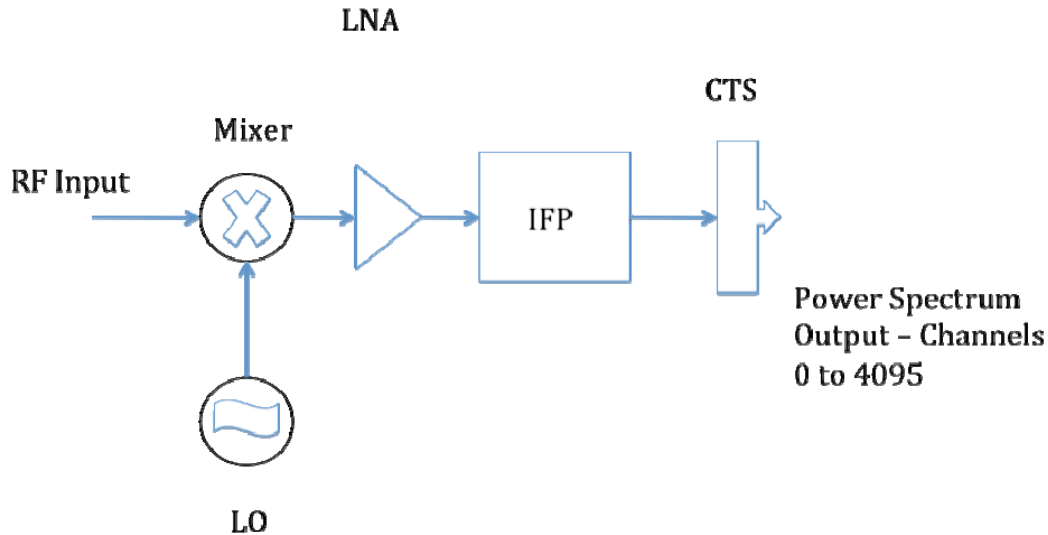 LNA
CTS
Mixer
RF Input
IFP
Power Spectrum
Output – Channels
0 to 4095
LO